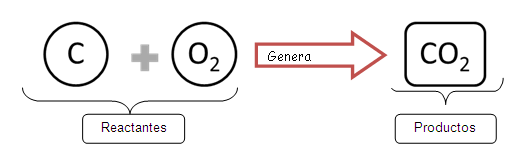 C + O₂ Genera CO₂
Reactantes Productos